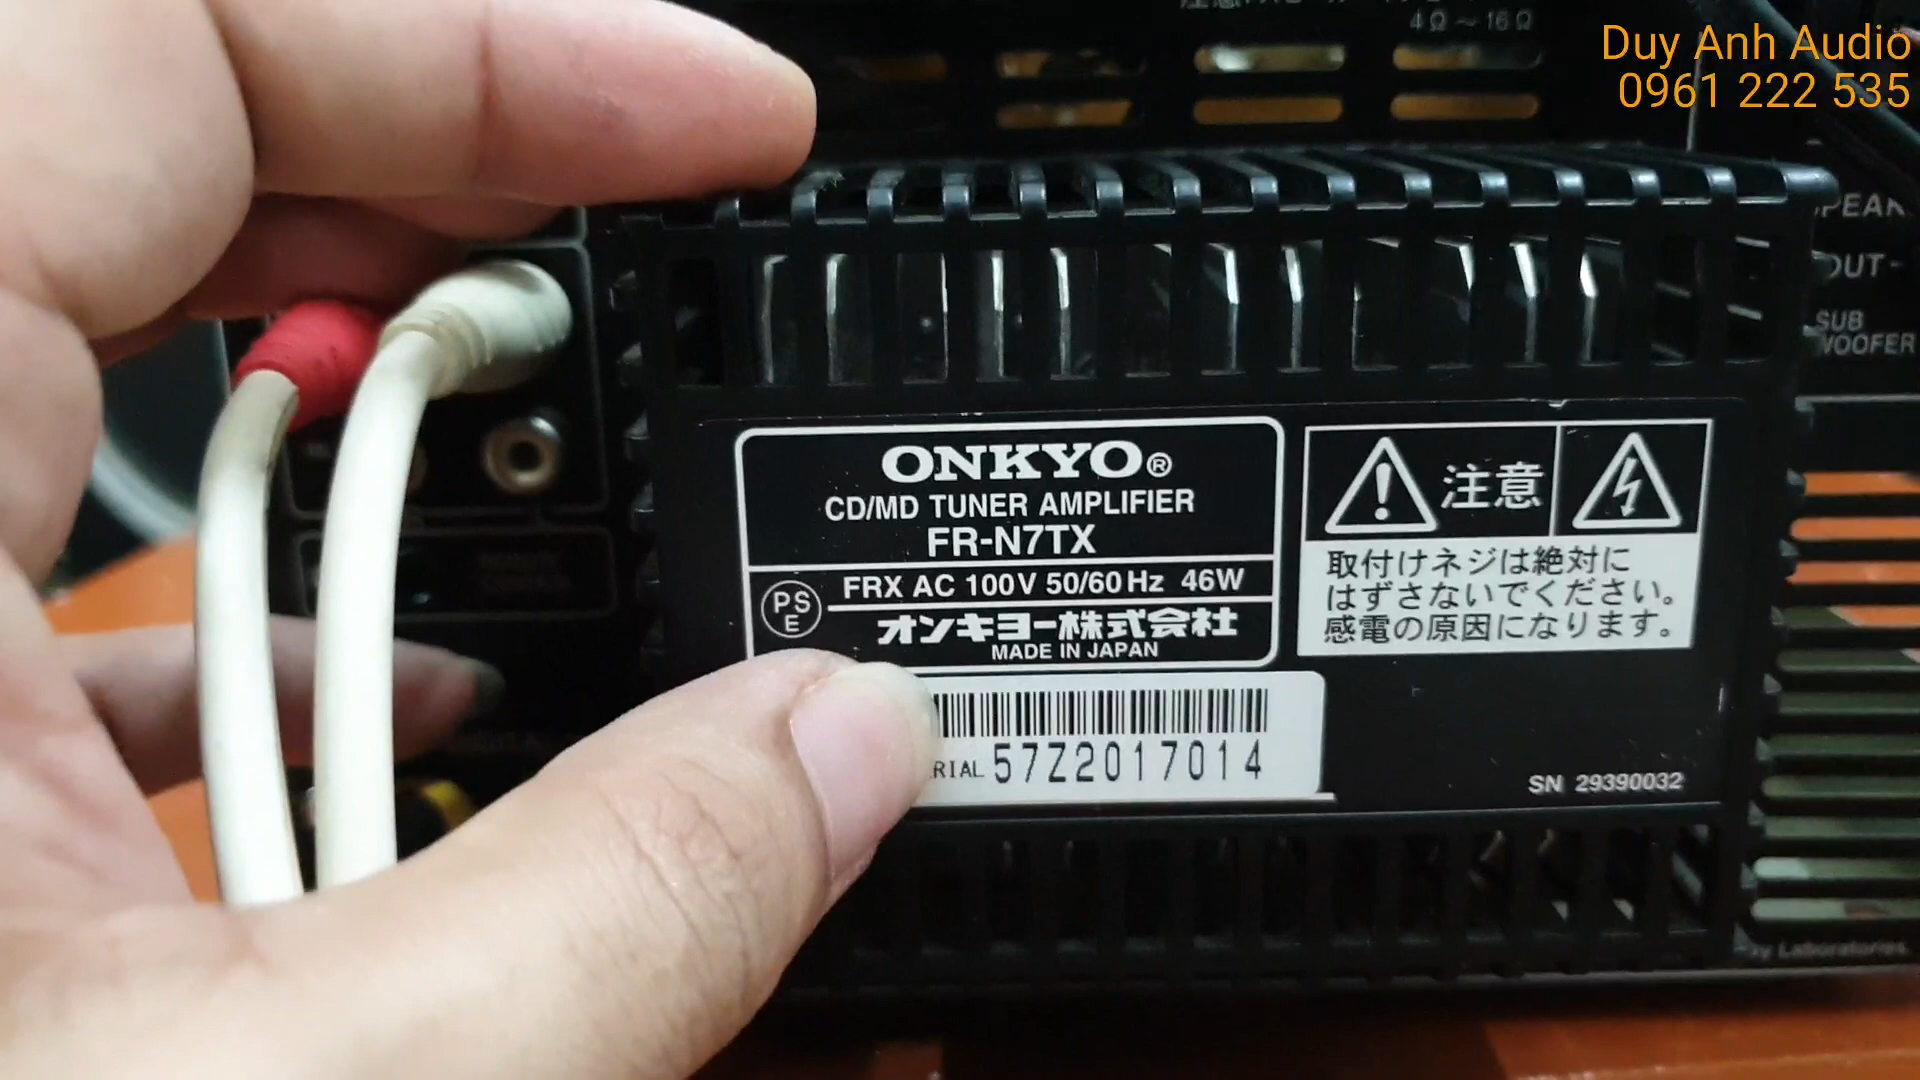 Duy Anh Audio
0961 222 535
4Ω～16Ω
OUT-
SUB
WOOFER
ONKYO®
CD/MD TUNER AMPLIFIER
FR-N7TX
PS
E
FRX AC 100V 50/60Hz 46W
オンキヨー株式会社
MADE IN JAPAN
注意
取付けネジは絶対に
はずさないでください。
感電の原因になります。
57Z2017014
SN 29390032
Laboratories.